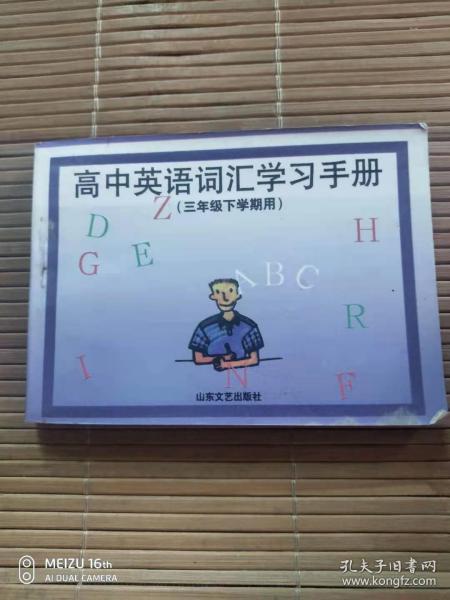 高中英语词汇学习手册
(三年级下学期用)
Z
D
H
E
G
A B C
R
I
N
F
山东文艺出版社
MEIZU 16th
AI DUAL CAMERA
孔夫子旧书网
www.kongfz.com